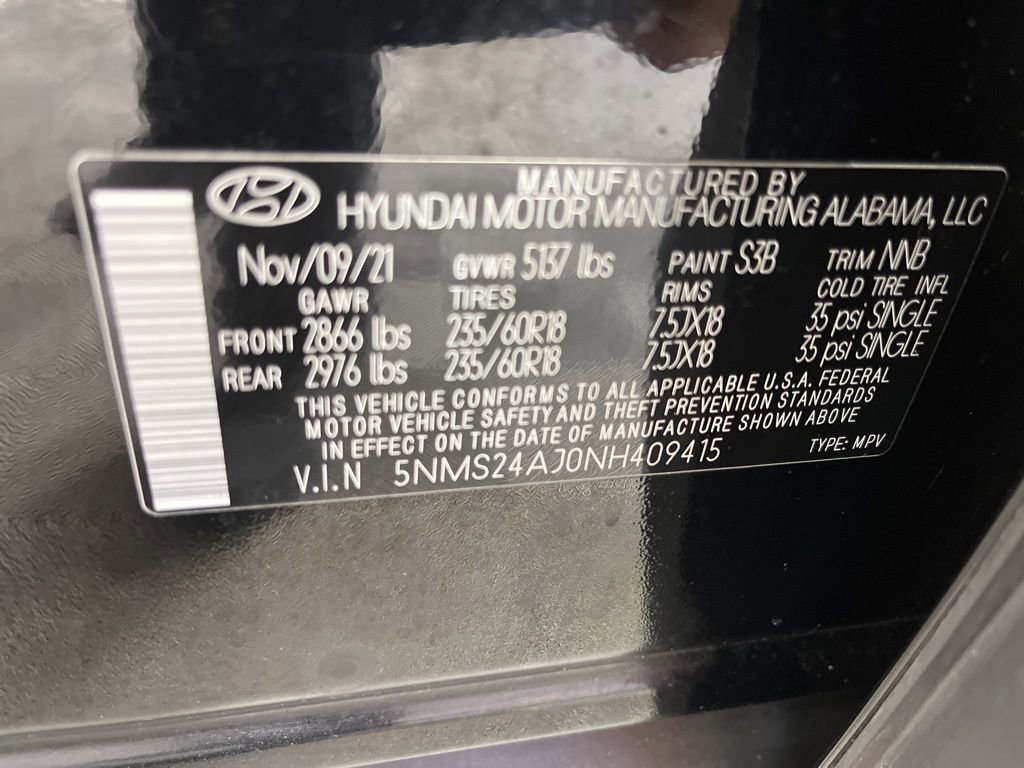 MANUFACTURED BY
HYUNDAI MOTOR MANUFACTURING ALABAMA, LLC
Nov/09/21 GVWR 5137 lbs PAINT S3B TRIM NNB
GAWR TIRES RIMS COLD TIRE INFL
FRONT 2866 lbs 235/60R18 7.5JX18 35 psi SINGLE
REAR 2976 lbs 235/60R18 7.5JX18 35 psi SINGLE
THIS VEHICLE CONFORMS TO ALL APPLICABLE U.S.A. FEDERAL
MOTOR VEHICLE SAFETY AND THEFT PREVENTION STANDARDS
IN EFFECT ON THE DATE OF MANUFACTURE SHOWN ABOVE
V.I.N 5NMS24AJ0NH409415 TYPE: MPV